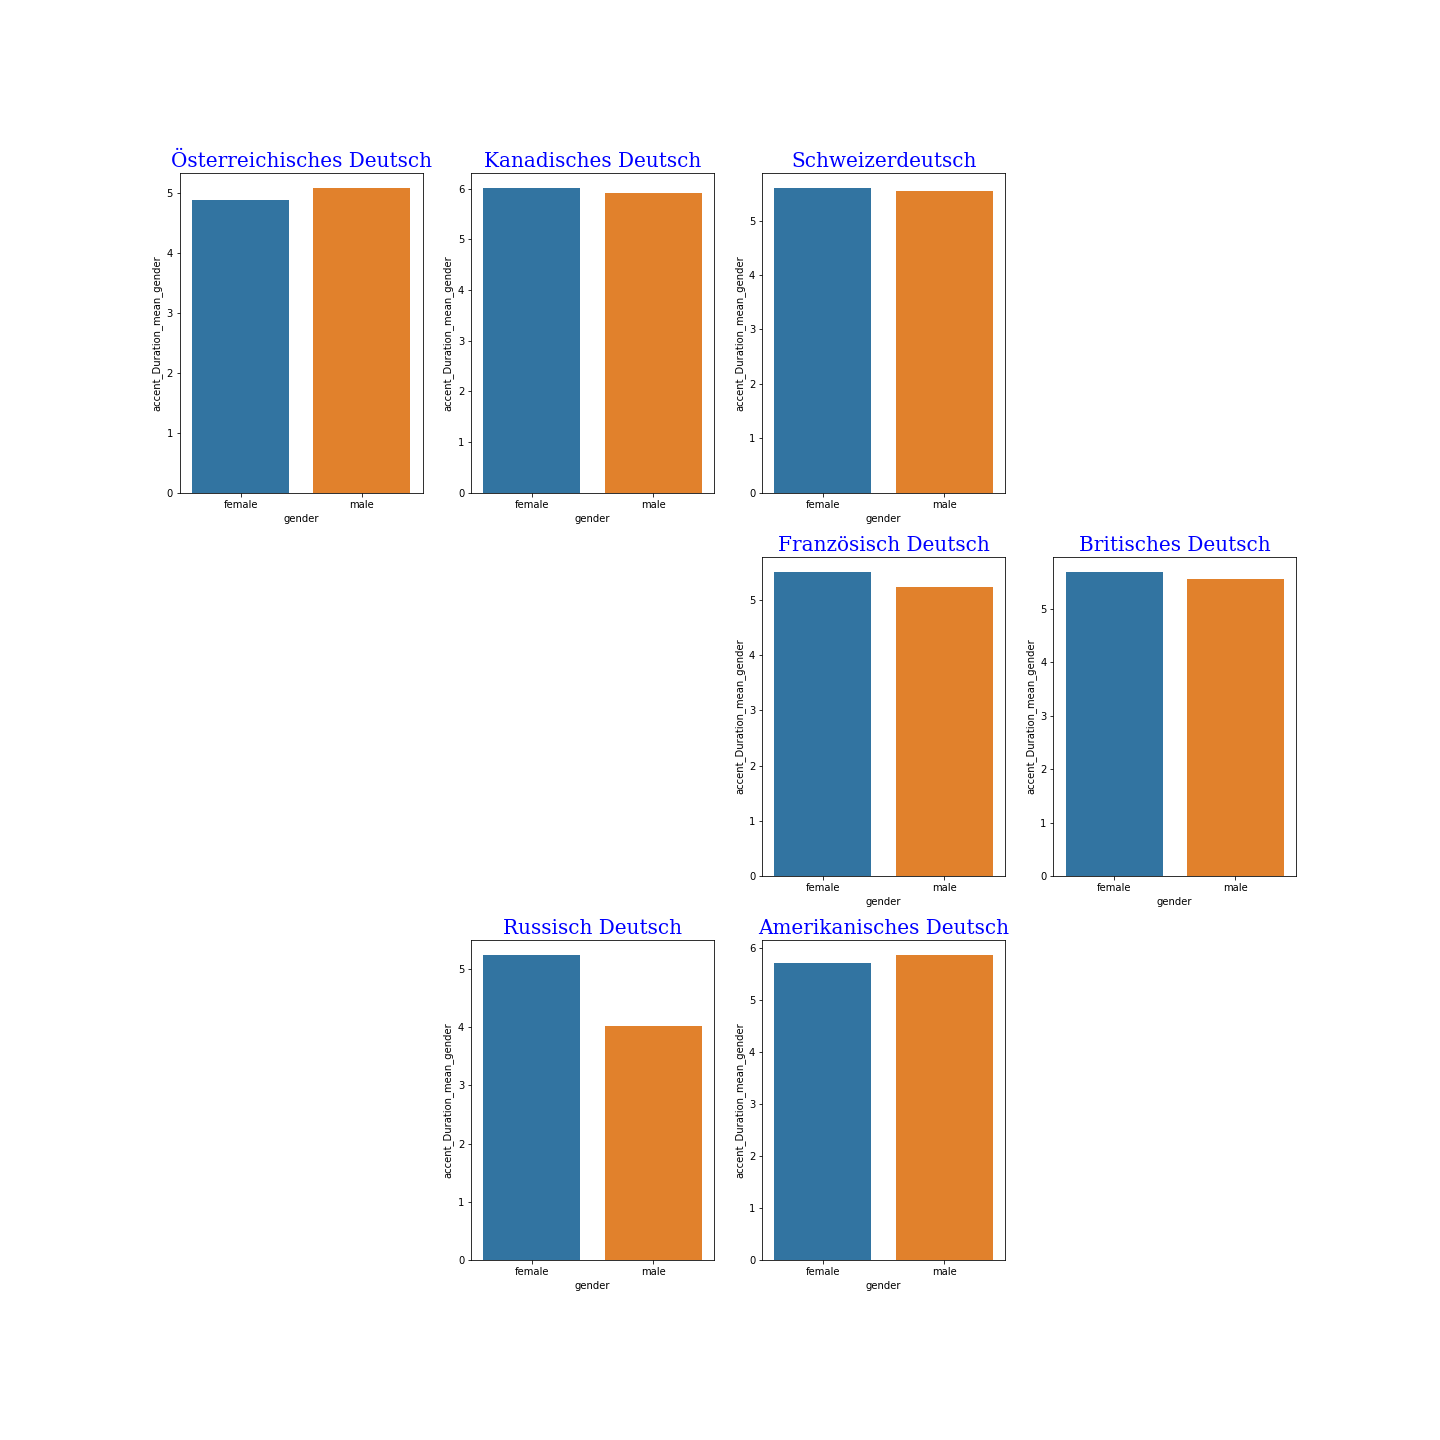 Österreichisches Deutsch
accent_Duration_mean_gender
5
4
3
2
1
0
female male
gender
Kanadisches Deutsch
accent_Duration_mean_gender
6
5
4
3
2
1
0
female male
gender
Schweizerdeutsch
accent_Duration_mean_gender
5
4
3
2
1
0
female male
gender
Französisch Deutsch
accent_Duration_mean_gender
5
4
3
2
1
0
female male
gender
Britisches Deutsch
accent_Duration_mean_gender
5
4
3
2
1
0
female male
gender
Russisch Deutsch
accent_Duration_mean_gender
5
4
3
2
1
0
female male
gender
Amerikanisches Deutsch
accent_Duration_mean_gender
6
5
4
3
2
1
0
female male
gender